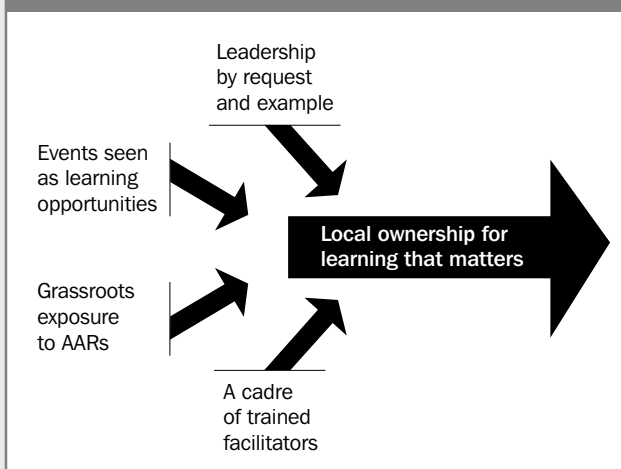 Leadership
by request
and example
Events seen
as learning
opportunities
Local ownership for
learning that matters
Grassroots
exposure
to AARs
A cadre
of trained
facilitators